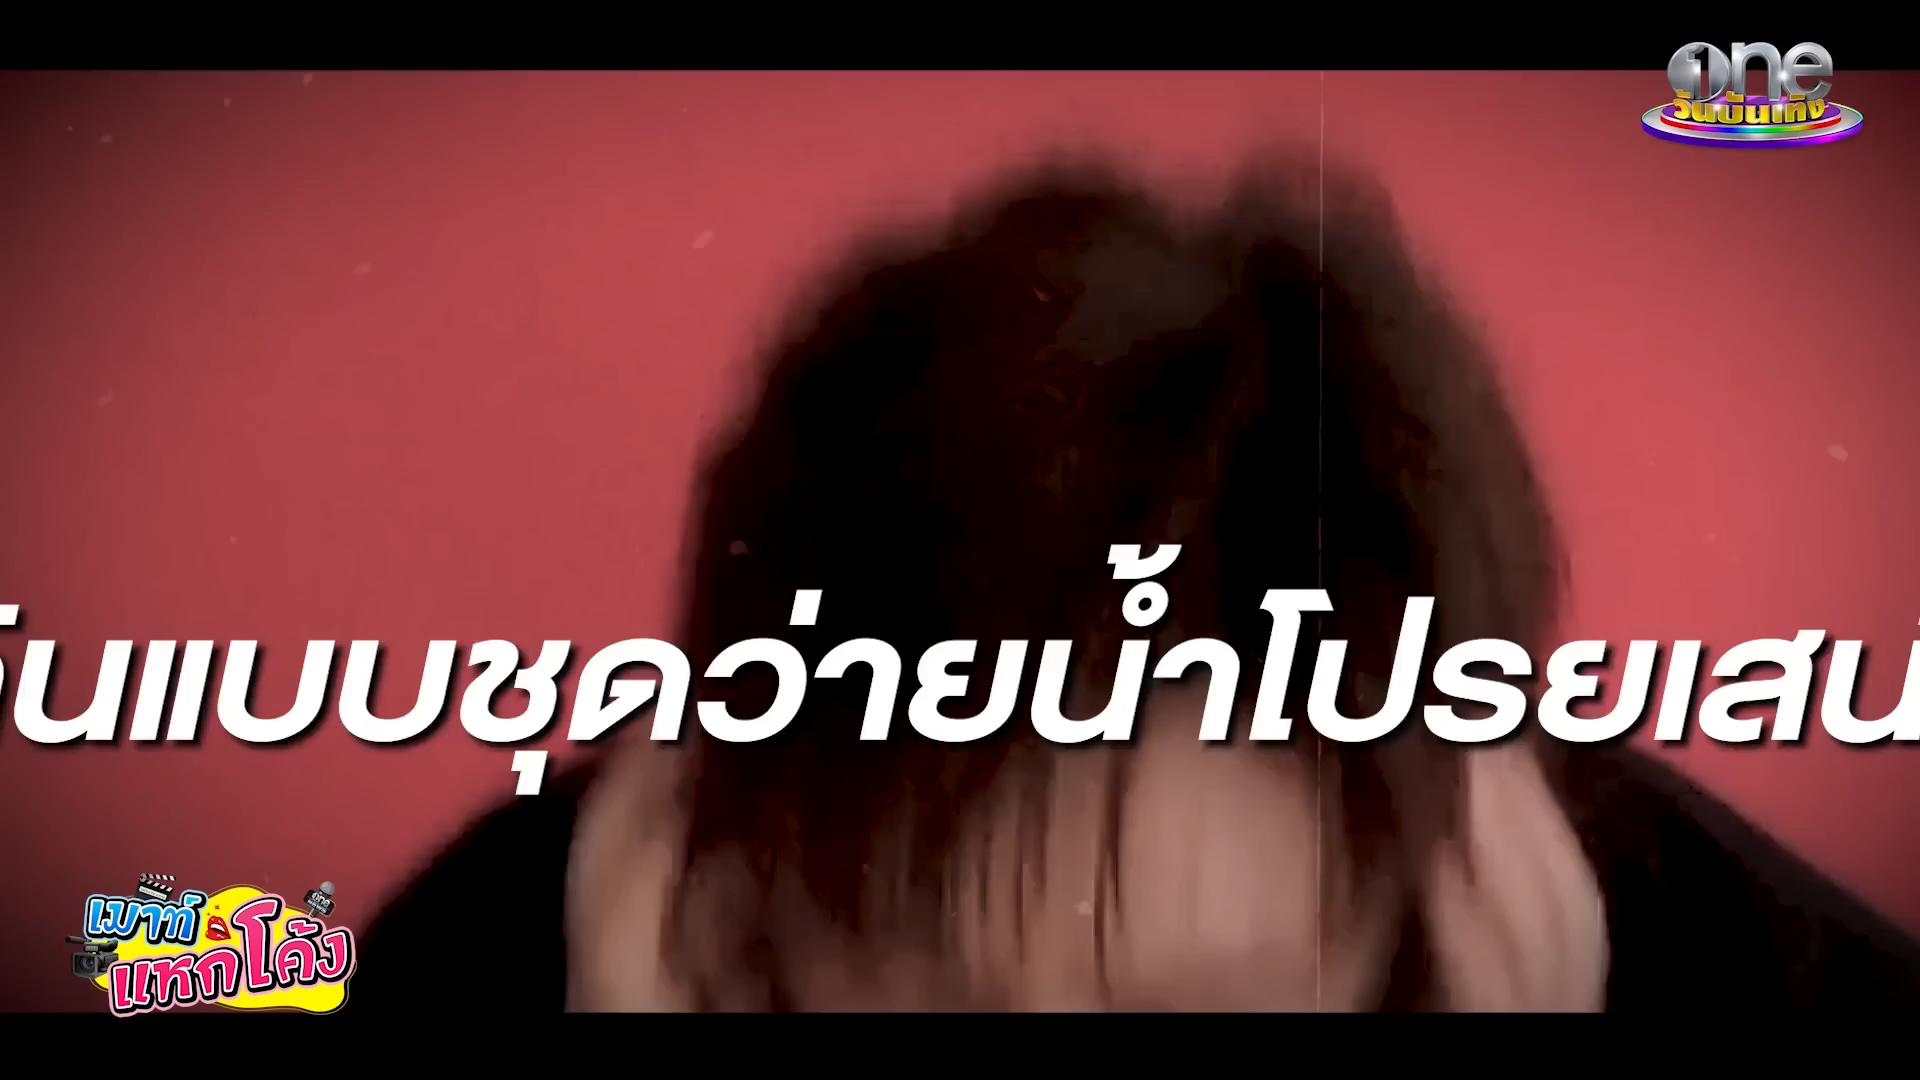 one
วันบันเทิง
นแบบชุดว่ายน้ำโปรยเสน
เมาท์
one
แหกโค้ง